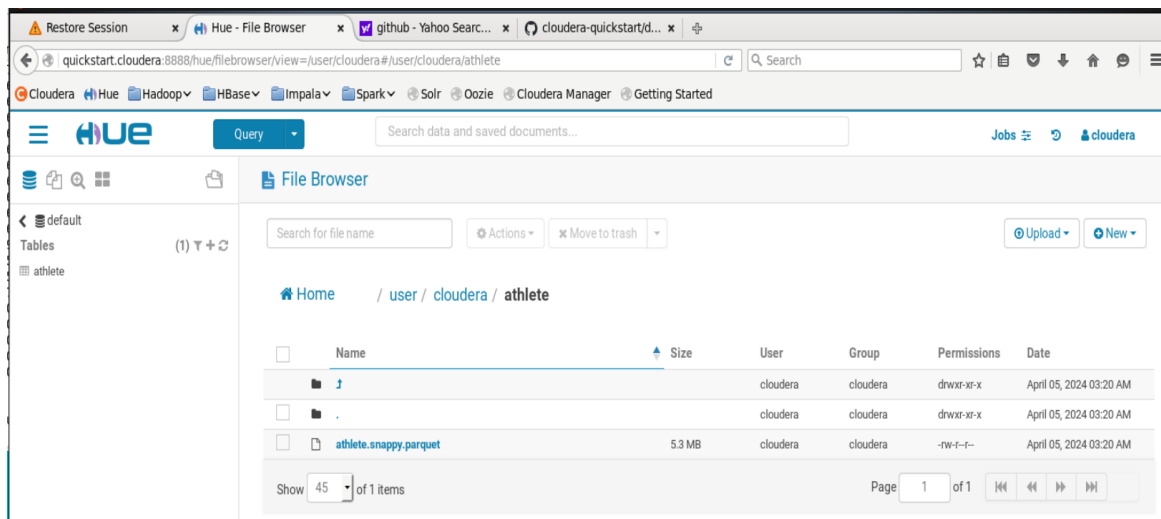 Restore Session × Hue - File Browser × github - Yahoo Searc... × cloudera-quickstart/d... ×
quickstart.cloudera:8888/hue/filebrowser/view=/user/cloudera#/user/cloudera/athlete Search
Cloudera Hue Hadoop HBase Impala Spark Solr Oozie Cloudera Manager Getting Started
HUE Query Search data and saved documents... Jobs cloudera
File Browser
default
Tables (1)
athlete
Search for file name Actions Move to trash Upload New
Home / user / cloudera / athlete
Name Size User Group Permissions Date
cloudera cloudera drwxr-xr-x April 05, 2024 03:20 AM
. cloudera cloudera drwxr-xr-x April 05, 2024 03:20 AM
athlete.snappy.parquet 5.3 MB cloudera cloudera -rw-r--r-- April 05, 2024 03:20 AM
Show 45 of 1 items Page 1 of 1